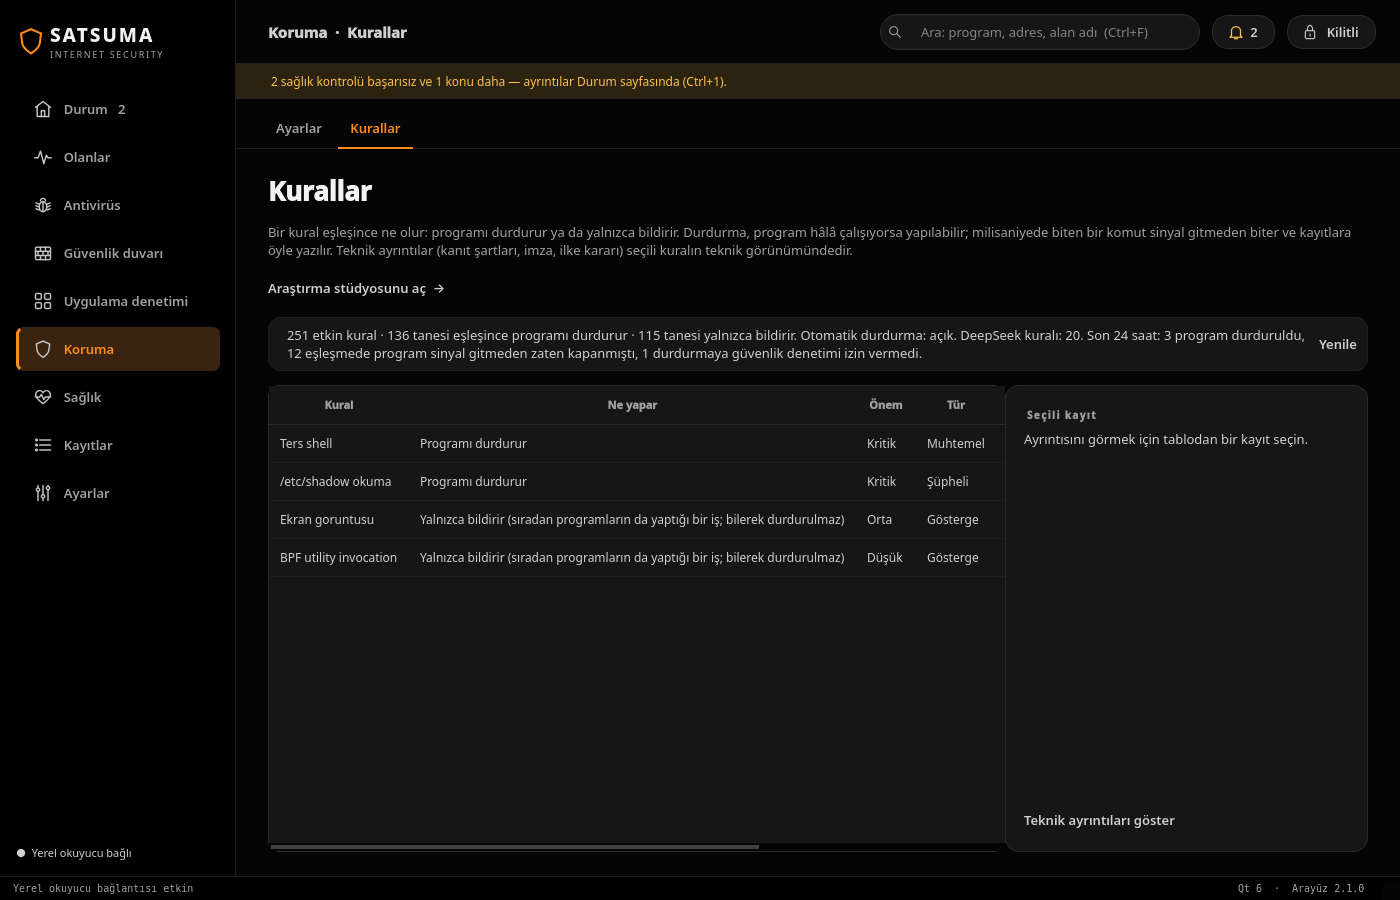 SATSUMA
INTERNET SECURITY
Durum 2
Olanlar
Antivirüs
Güvenlik duvarı
Uygulama denetimi
Koruma
Sağlık
Kayıtlar
Ayarlar
Yerel okuyucu bağlı
Koruma · Kurallar
Ara: program, adres, alan adı (Ctrl+F)
2
Kilitli
2 sağlık kontrolü başarısız ve 1 konu daha — ayrıntılar Durum sayfasında (Ctrl+1).
Ayarlar Kurallar
Kurallar
Bir kural eşleşince ne olur: programı durdurur ya da yalnızca bildirir. Durdurma, program hâlâ çalışıyorsa yapılabilir; milisaniyede biten bir komut sinyal gitmeden biter ve kayıtlara
öyle yazılır. Teknik ayrıntılar (kanıt şartları, imza, ilke kararı) seçili kuralın teknik görünümündedir.
Araştırma stüdyosunu aç →
251 etkin kural · 136 tanesi eşleşince programı durdurur · 115 tanesi yalnızca bildirir. Otomatik durdurma: açık. DeepSeek kuralı: 20. Son 24 saat: 3 program durduruldu,
12 eşleşmede program sinyal gitmeden zaten kapanmıştı, 1 durdurmaya güvenlik denetimi izin vermedi.
Yenile
Kural Ne yapar Önem Tür
Ters shell Programı durdurur Kritik Muhtemel
/etc/shadow okuma Programı durdurur Kritik Şüpheli
Ekran goruntusu Yalnızca bildirir (sıradan programların da yaptığı bir iş; bilerek durdurulmaz) Orta Gösterge
BPF utility invocation Yalnızca bildirir (sıradan programların da yaptığı bir iş; bilerek durdurulmaz) Düşük Gösterge
Seçili kayıt
Ayrıntısını görmek için tablodan bir kayıt seçin.
Teknik ayrıntıları göster
Yerel okuyucu bağlantısı etkin
Qt 6 · Arayüz 2.1.0